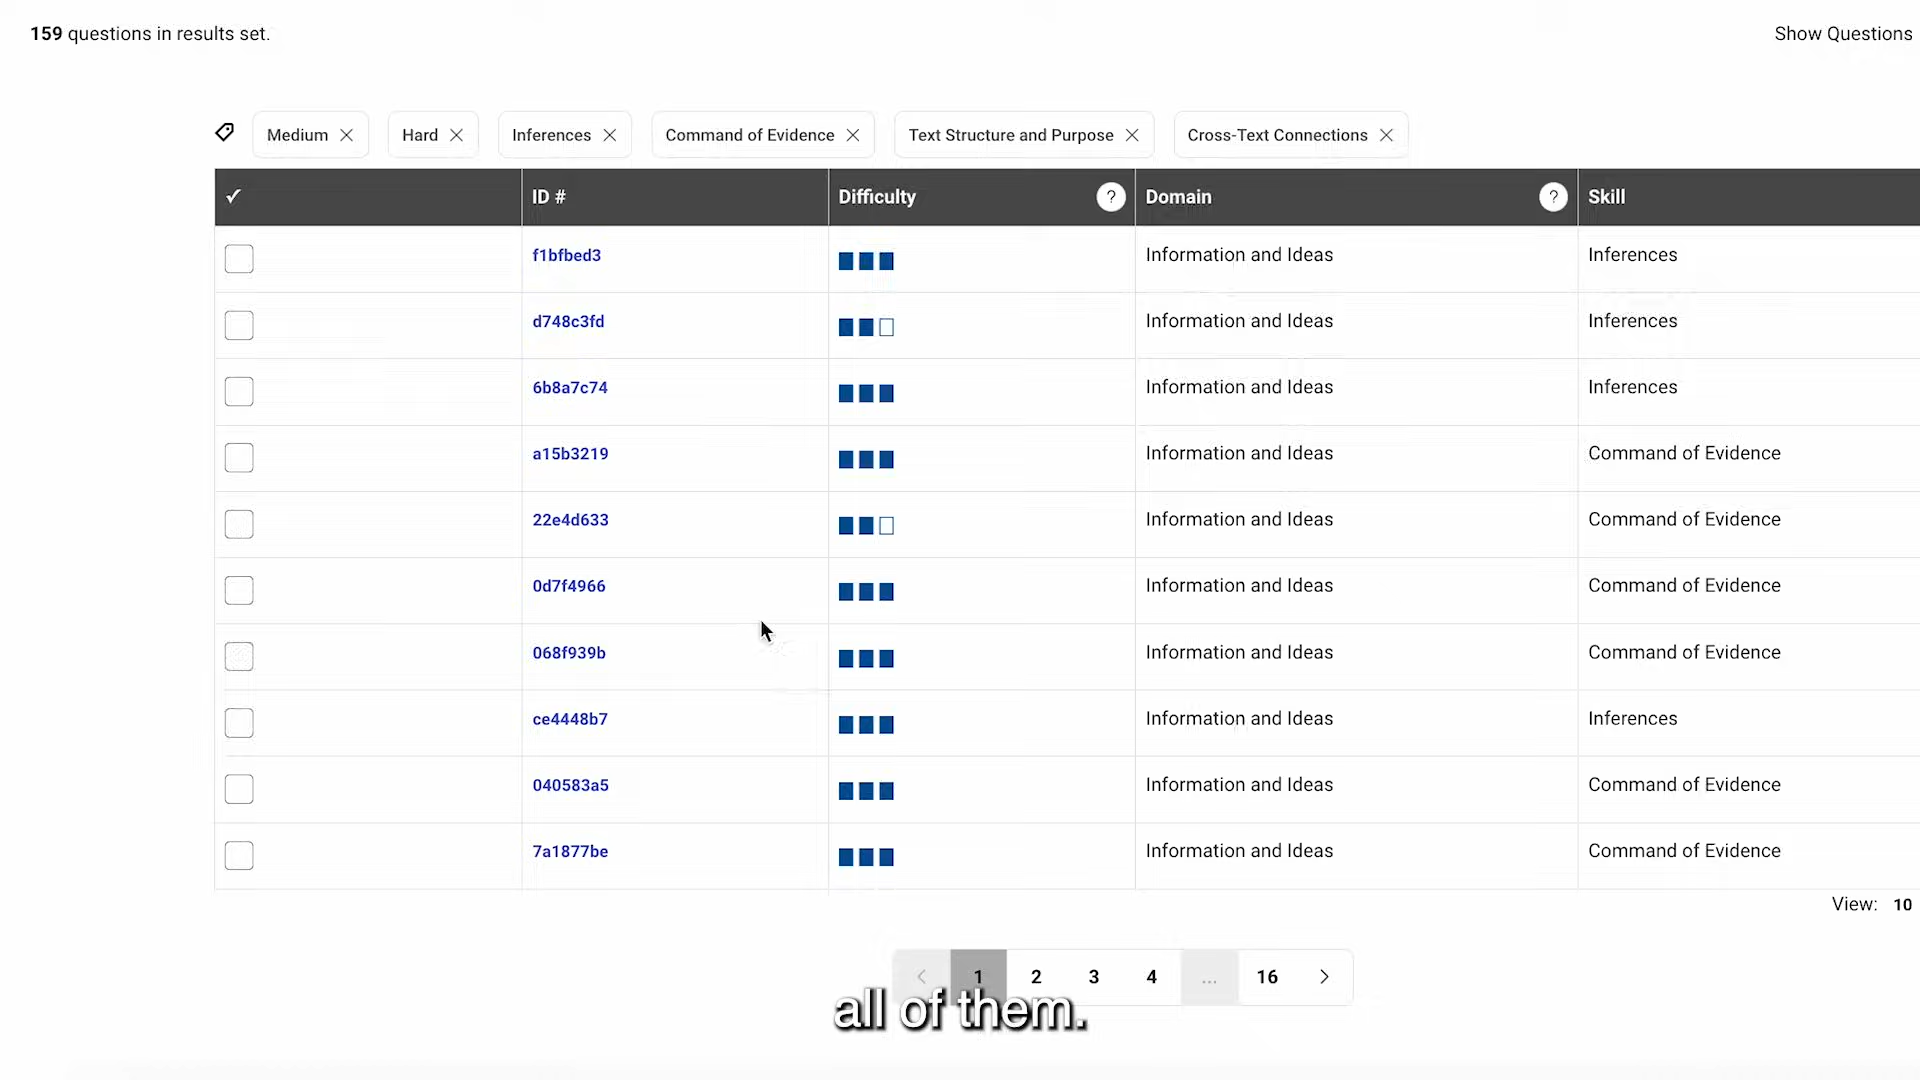 159 questions in results set.
Show Questions
Medium
Hard
Inferences
Command of Evidence
Text Structure and Purpose
Cross-Text Connections
ID #
Difficulty
?
Domain
?
Skill
f1bfbed3
Information and Ideas
Inferences
d748c3fd
Information and Ideas
Inferences
6b8a7c74
Information and Ideas
Inferences
a15b3219
Information and Ideas
Command of Evidence
22e4d633
Information and Ideas
Command of Evidence
0d7f4966
Information and Ideas
Command of Evidence
068f939b
Information and Ideas
Command of Evidence
ce4448b7
Information and Ideas
Inferences
040583a5
Information and Ideas
Command of Evidence
7a1877be
Information and Ideas
Command of Evidence
View: 10
1 2 3 4 ... 16
all of them.